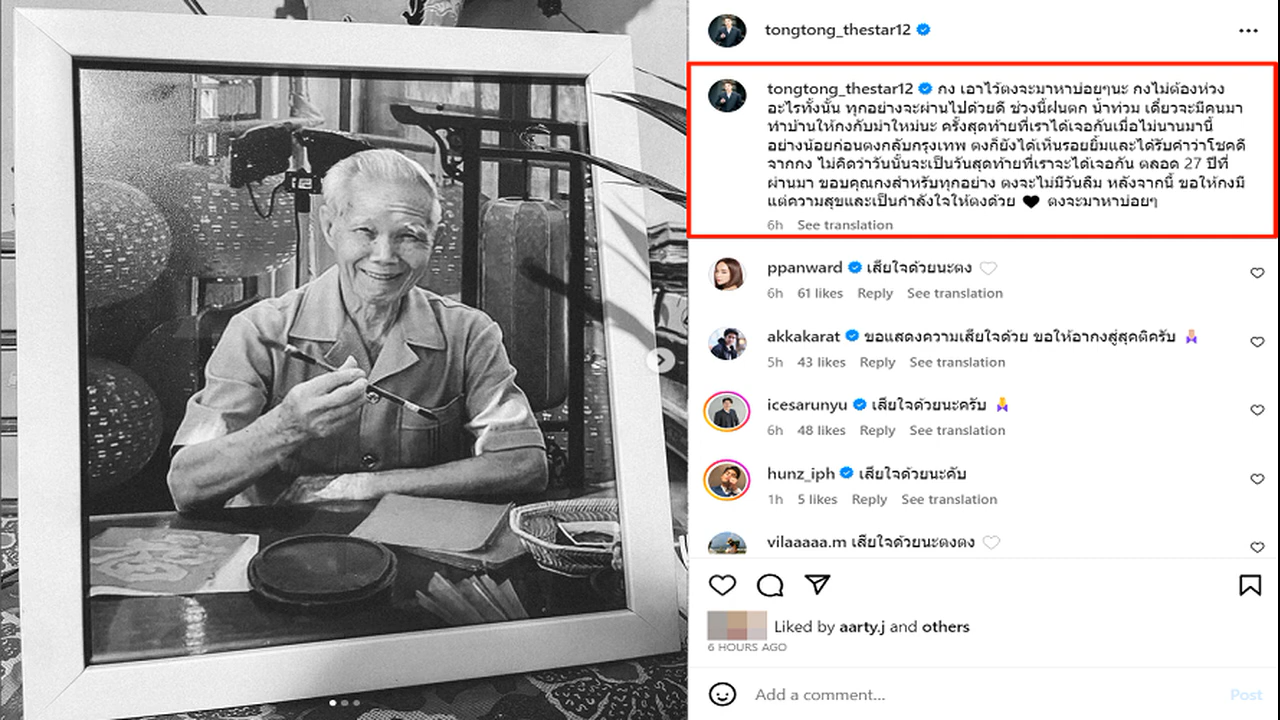 tongtong_thestar12
tongtong_thestar12 กง เอาไว้ตงจะมาหาบ่อยๆนะ กงไม่ต้องห่วง
อะไรทั้งนั้น ทุกอย่างจะผ่านไปด้วยดี ช่วงนี้ฝนตก น้ำท่วม เดี๋ยวจะมีคนมา
ทำบ้านให้กงกับม่าใหม่นะ ครั้งสุดท้ายที่เราได้เจอกันเมื่อไม่นานมานี้
อย่างน้อยก่อนตงกลับกรุงเทพ ตงก็ยังได้เห็นรอยยิ้มและได้รับคำว่าโชคดี
จากกง ไม่คิดว่าวันนั้นจะเป็นวันสุดท้ายที่เราจะได้เจอกัน ตลอด 27 ปีที่
ผ่านมา ขอบคุณกงสำหรับทุกอย่าง ตงจะไม่มีวันลืม หลังจากนี้ ขอให้กงมี
แต่ความสุขและเป็นกำลังใจให้ตงด้วย 🖤 ตงจะมาหาบ่อยๆ
6h See translation
ppanward เสียใจด้วยนะตง 🤍
6h 61 likes Reply See translation
akkakarat ขอแสดงความเสียใจด้วย ขอให้อากงสู่สุคติครับ 🙏🏻
5h 43 likes Reply See translation
icesarunyu เสียใจด้วยนะครับ 🙏
6h 48 likes Reply See translation
hunz_iph เสียใจด้วยนะคับ
1h 5 likes Reply See translation
vilaaaaa.m เสียใจด้วยนะตงตง 🤍
Liked by aarty.j and others
6 HOURS AGO
Add a comment...
Post